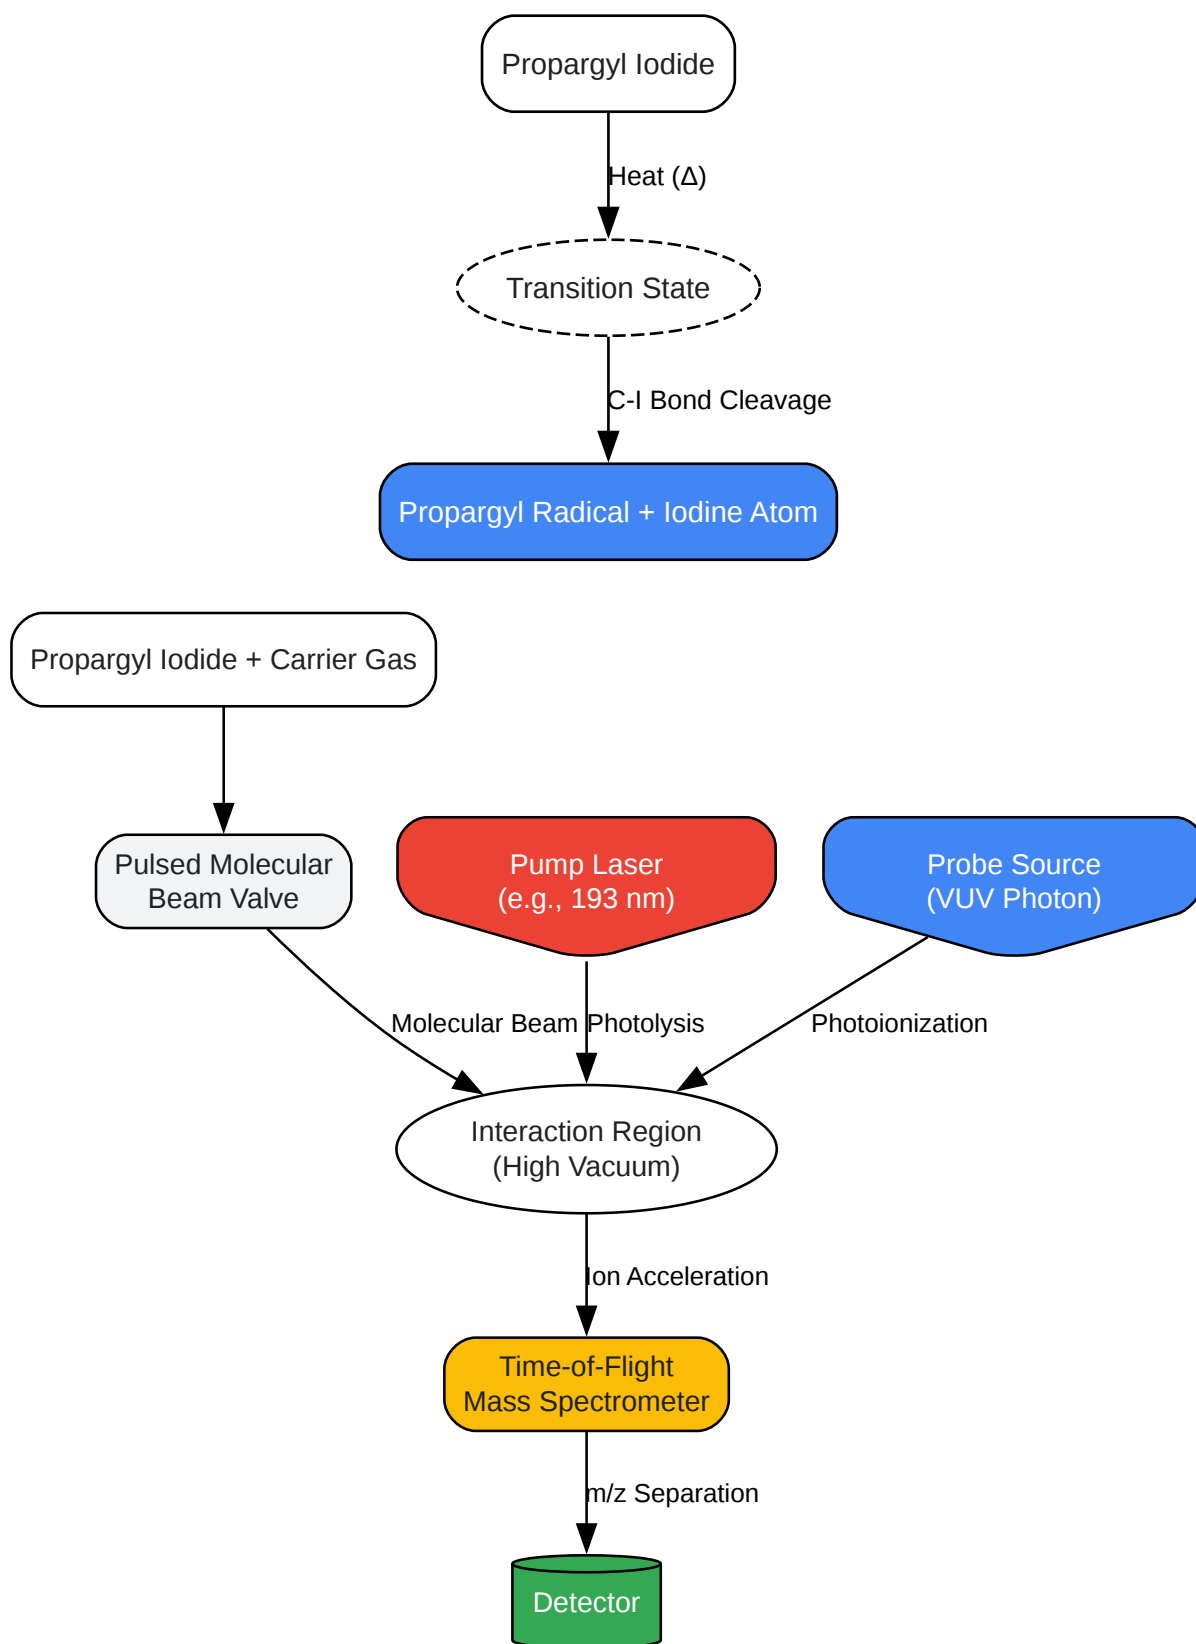 Propargyl Iodide
Heat (Δ)
Transition State
C-I Bond Cleavage
Propargyl Radical + Iodine Atom
Propargyl Iodide + Carrier Gas
Pulsed Molecular
Beam Valve
Pump Laser
(e.g., 193 nm)
Probe Source
(VUV Photon)
Molecular Beam
Photolysis
Photoionization
Interaction Region
(High Vacuum)
Ion Acceleration
Time-of-Flight
Mass Spectrometer
m/z Separation
Detector